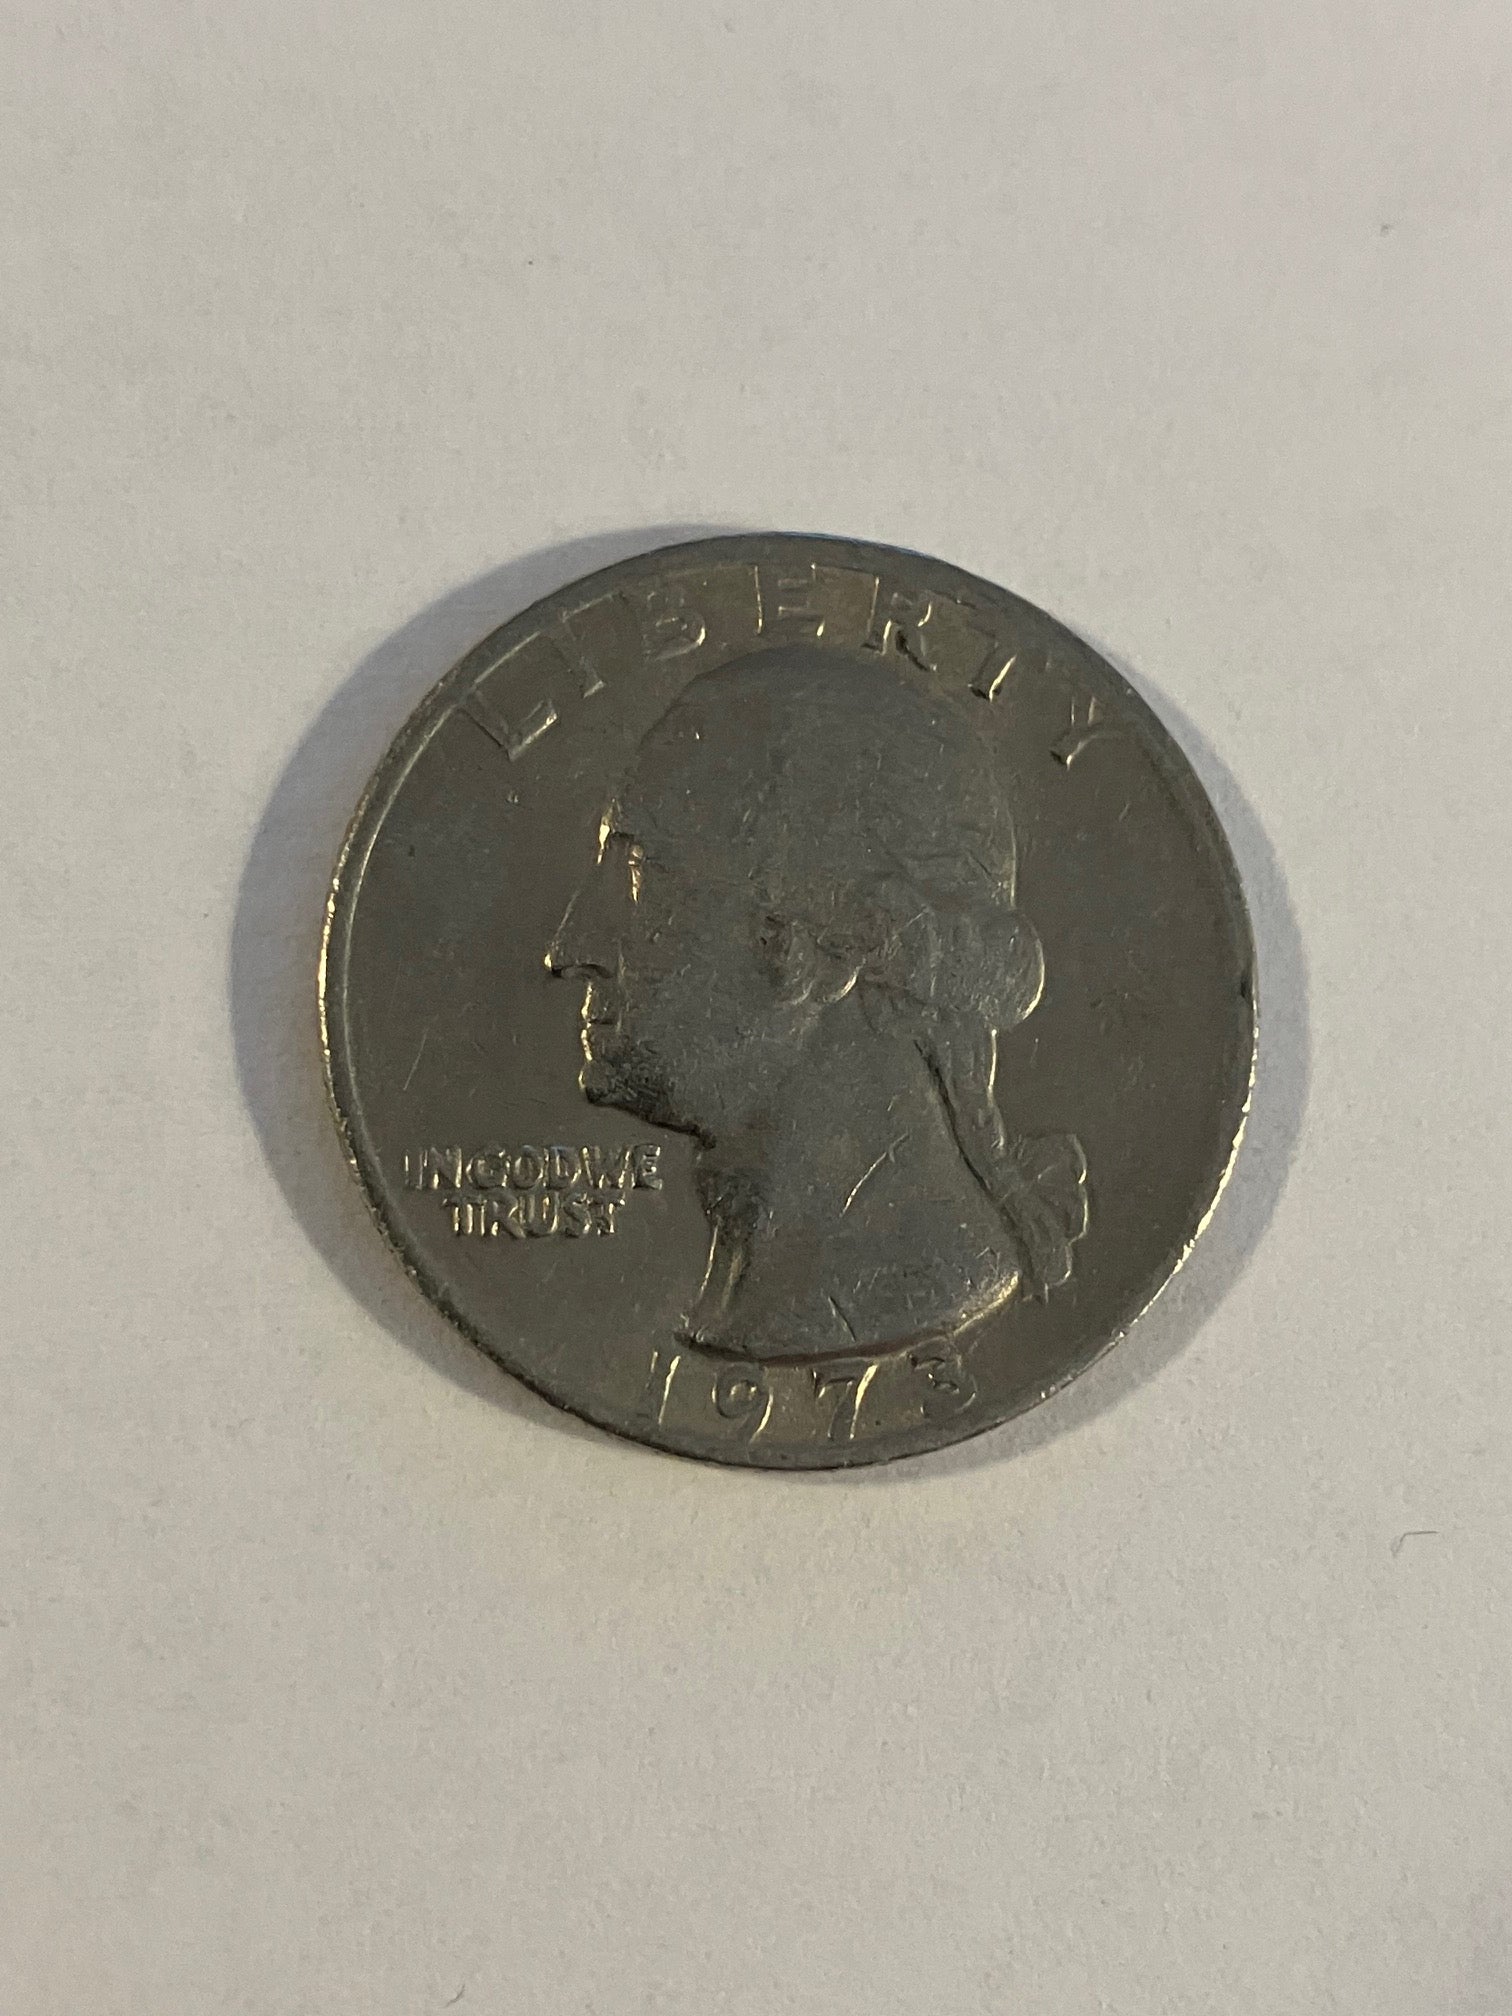 LIBERTY
IN GOD WE
TRUST
1973